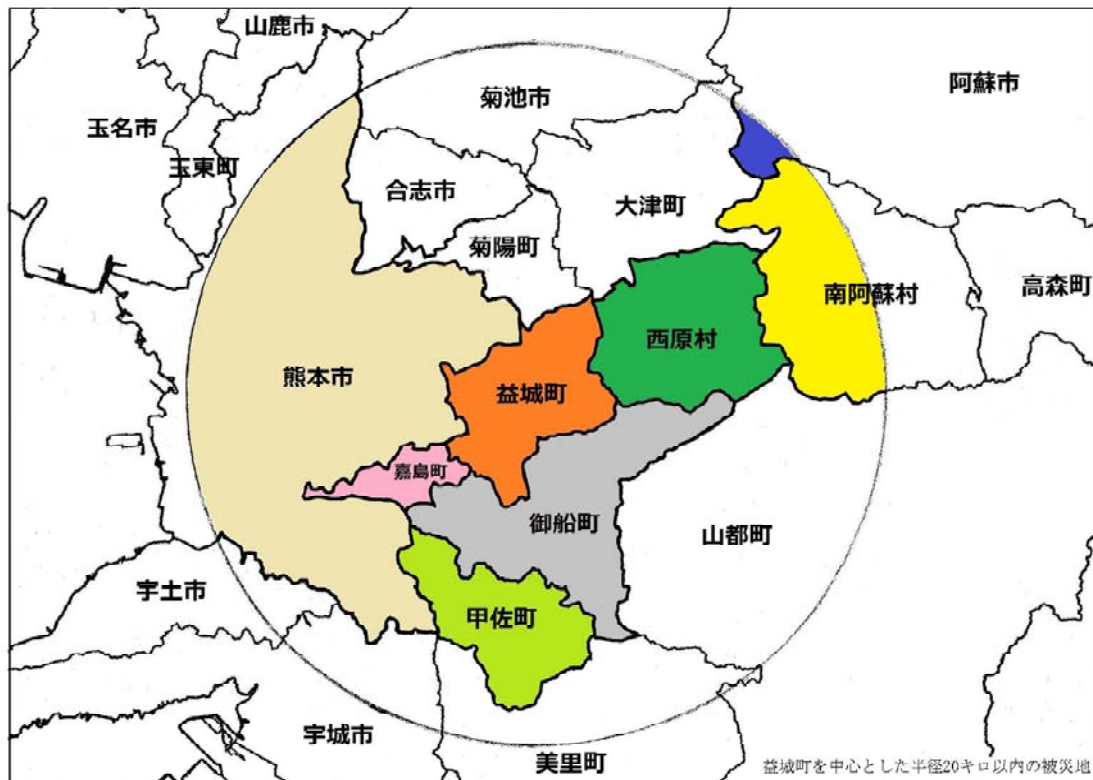 山鹿市
菊池市
阿蘇市
玉名市
玉東町
合志市
大津町
菊陽町
南阿蘇村
高森町
西原村
熊本市
益城町
嘉島町
御船町
山都町
宇土市
甲佐町
宇城市
美里町
益城町を中心とした半径20キロ以内の被災地